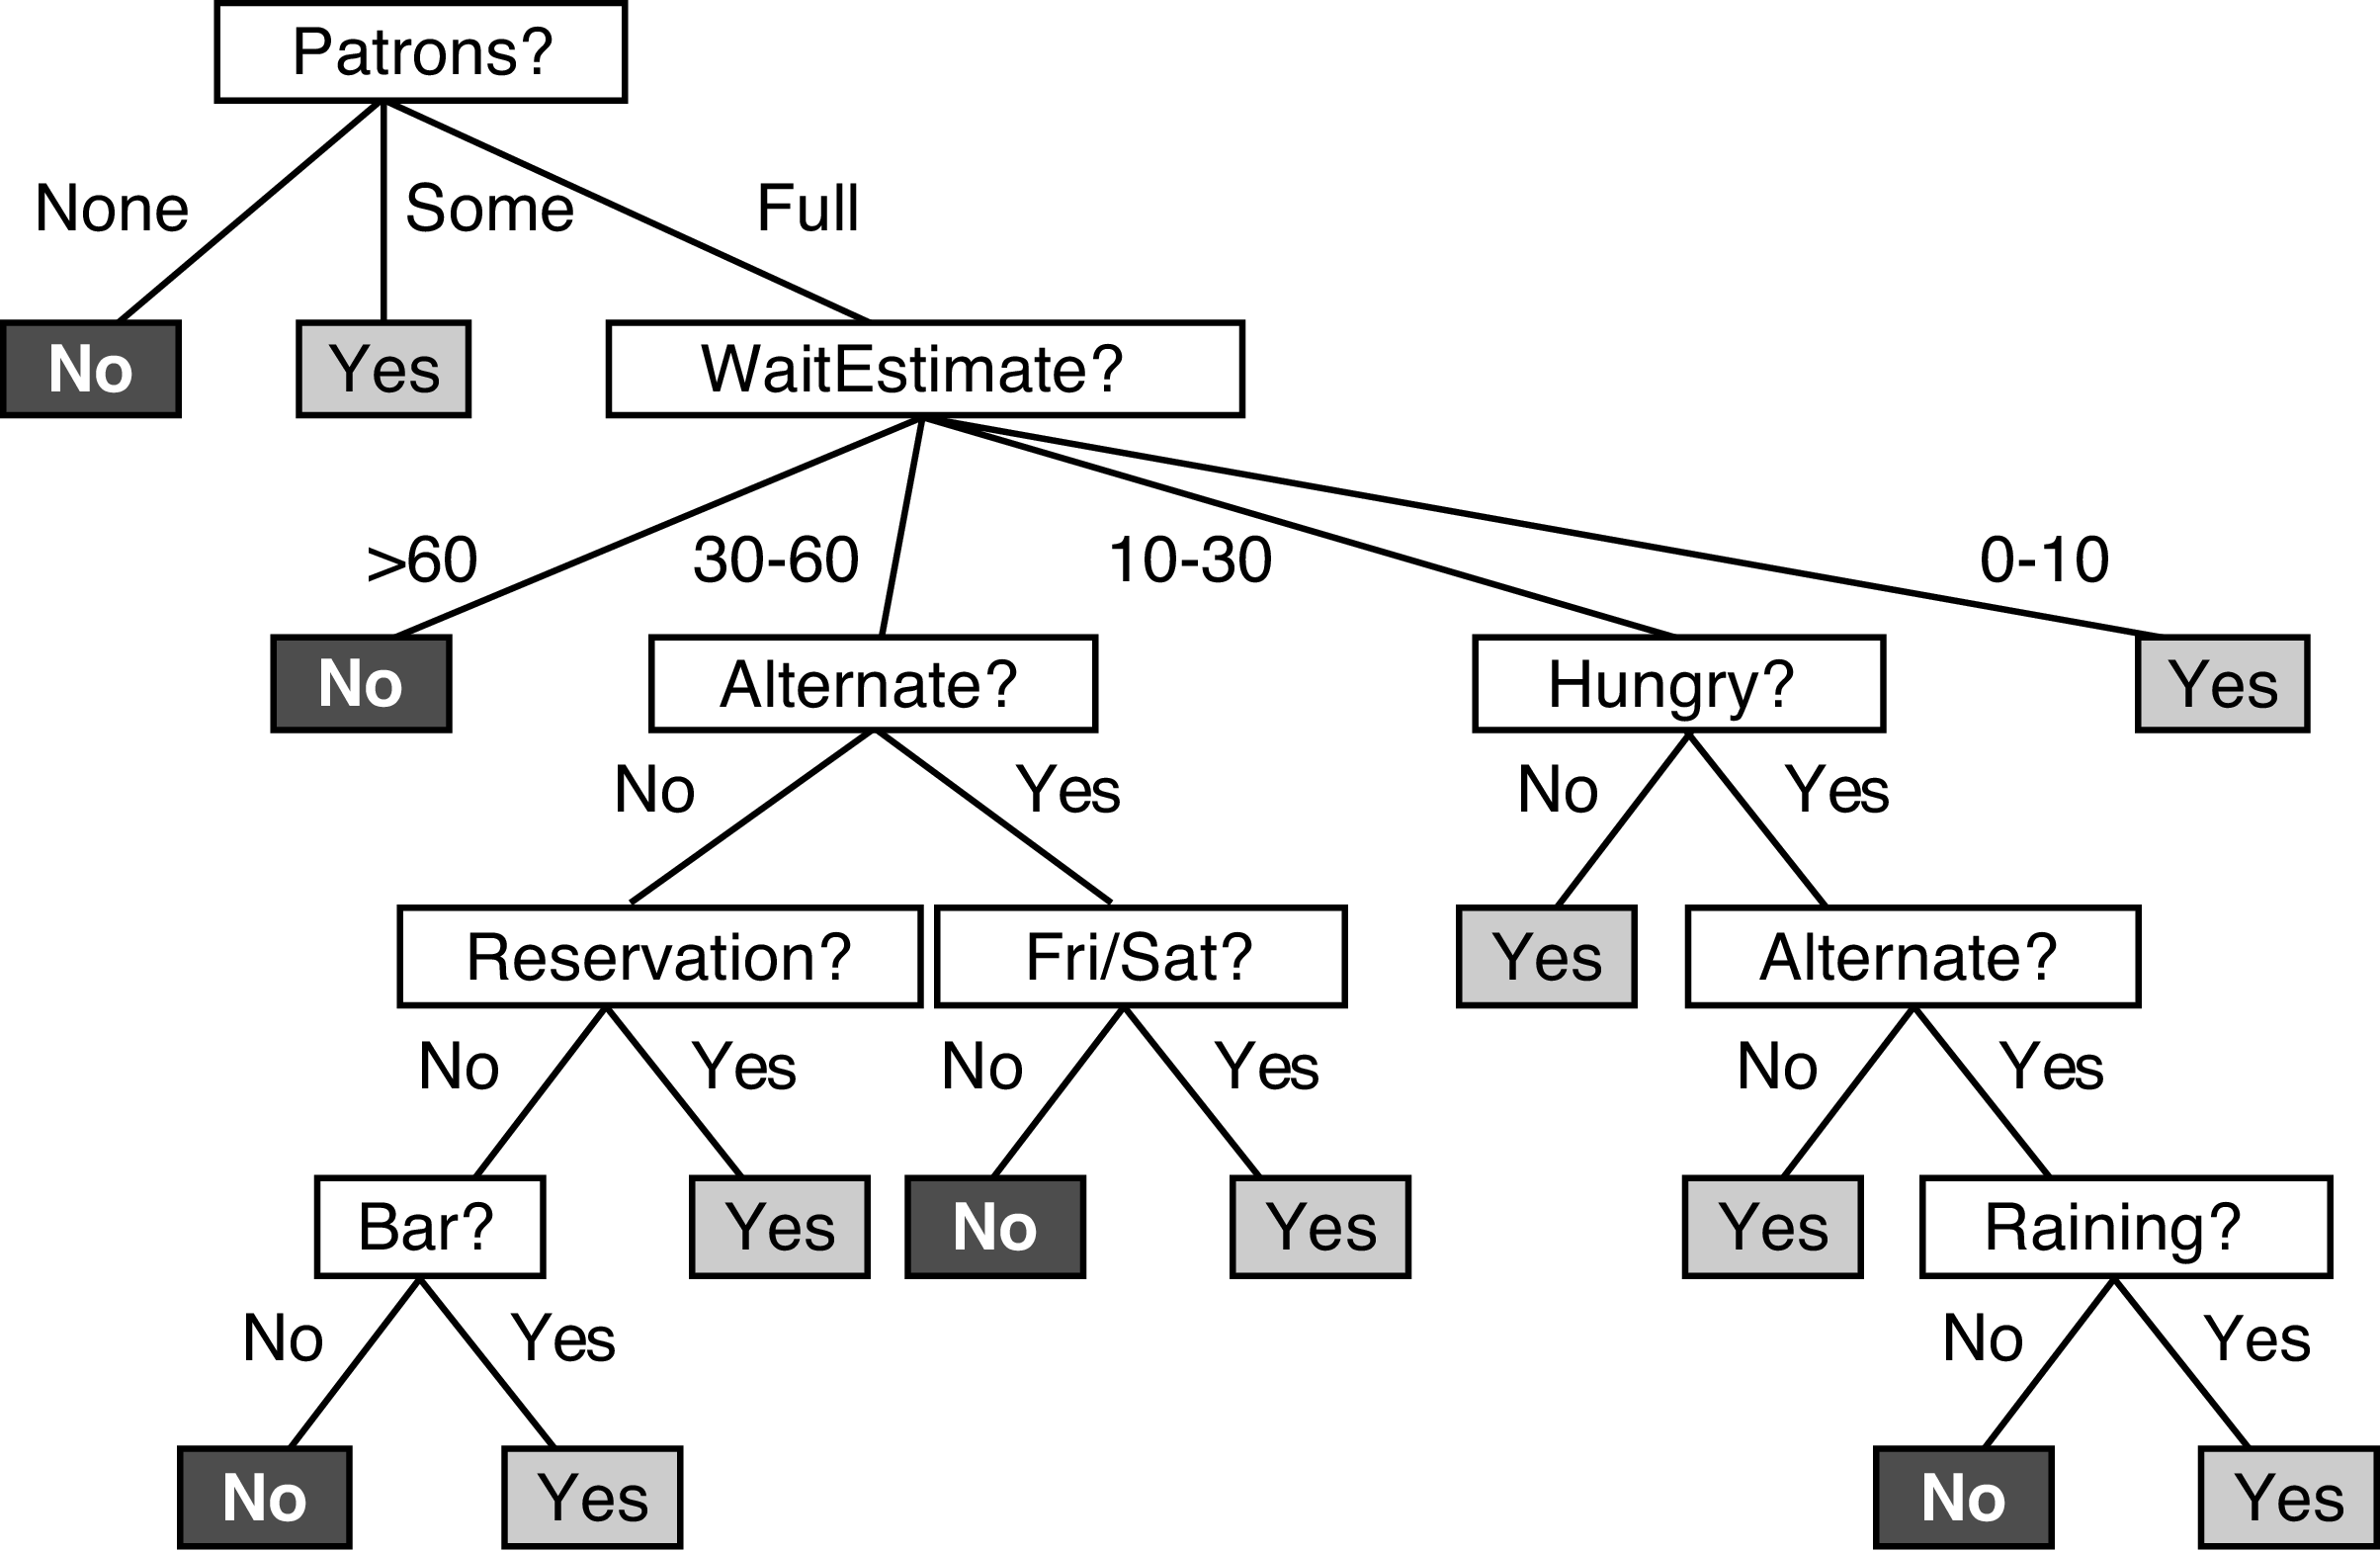 Patrons?
None
Some
Full
No
Yes
WaitEstimate?
>60
30-60
10-30
0-10
No
Alternate?
Hungry?
Yes
No
Yes
No
Yes
Reservation?
Fri/Sat?
Yes
Alternate?
No
Yes
No
Yes
No
Yes
Bar?
Yes
No
Yes
Yes
Raining?
No
Yes
No
Yes
No
Yes
No
Yes